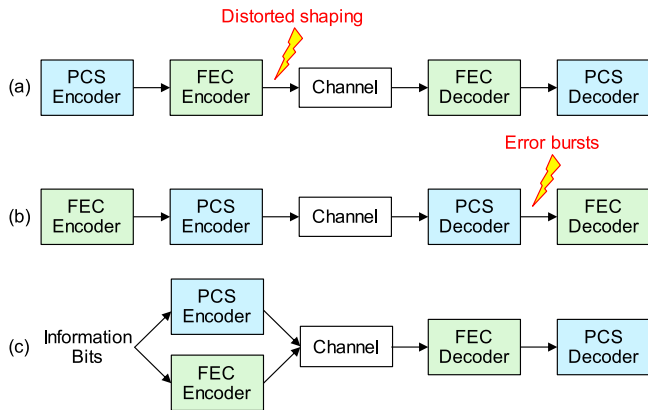 Distorted shaping
(a)
PCS
Encoder
FEC
Encoder
Channel
FEC
Decoder
PCS
Decoder
Error bursts
(b)
FEC
Encoder
PCS
Encoder
Channel
PCS
Decoder
FEC
Decoder
(c)
Information
Bits
PCS
Encoder
FEC
Encoder
Channel
FEC
Decoder
PCS
Decoder